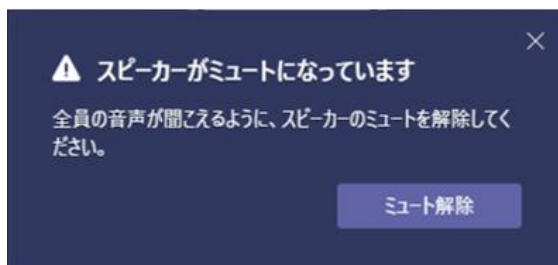 スピーカーがミュートになっています
全員の音声が聞こえるように、スピーカーのミュートを解除してく
ださい。
ミュート解除